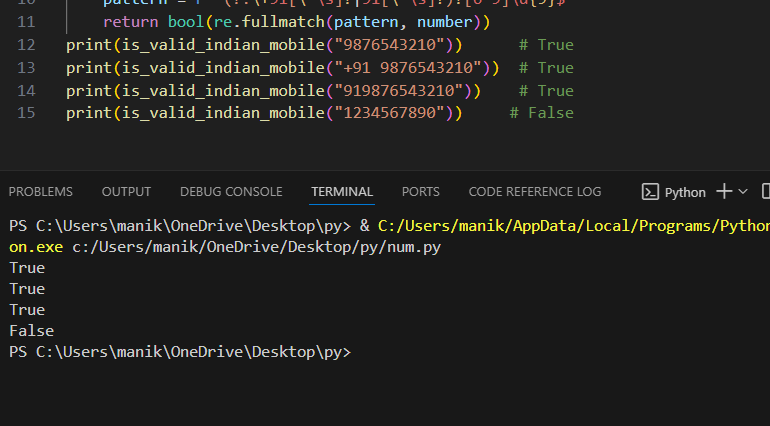 11 return bool(re.fullmatch(pattern, number))
12 print(is_valid_indian_mobile("9876543210")) # True
13 print(is_valid_indian_mobile("+91 9876543210")) # True
14 print(is_valid_indian_mobile("919876543210")) # True
15 print(is_valid_indian_mobile("1234567890")) # False
PROBLEMS OUTPUT DEBUG CONSOLE TERMINAL PORTS CODE REFERENCE LOG Python
PS C:\Users\manik\OneDrive\Desktop\py> & C:/Users/manik/AppData/Local/Programs/Python
on.exe c:/Users/manik/OneDrive/Desktop/py/num.py
True
True
True
False
PS C:\Users\manik\OneDrive\Desktop\py>